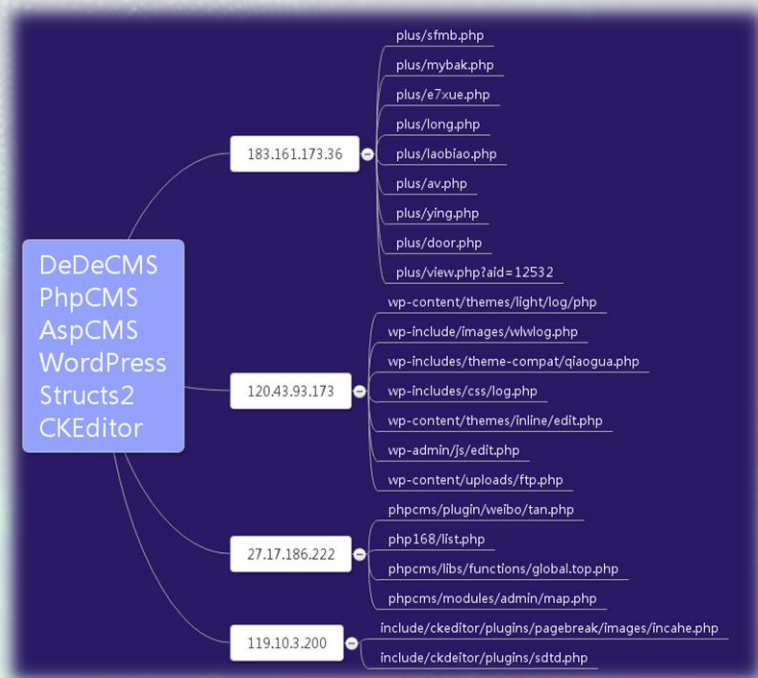 DeDeCMS
PhpCMS
AspCMS
WordPress
Structs2
CKEditor
183.161.173.36
plus/sfmb.php
plus/mybak.php
plus/e7xue.php
plus/long.php
plus/laobiao.php
plus/av.php
plus/ying.php
plus/door.php
plus/view.php?aid=12532
120.43.93.173
wp-content/themes/light/log/php
wp-include/images/wlwlog.php
wp-includes/theme-compat/qiaogua.php
wp-includes/css/log.php
wp-content/themes/inline/edit.php
wp-admin/js/edit.php
wp-content/uploads/ftp.php
27.17.186.222
phpcms/plugin/weibo/tan.php
php168/list.php
phpcms/libs/functions/global.top.php
phpcms/modules/admin/map.php
119.10.3.200
include/ckeditor/plugins/pagebreak/images/incahe.php
include/ckdeitor/plugins/sdtd.php